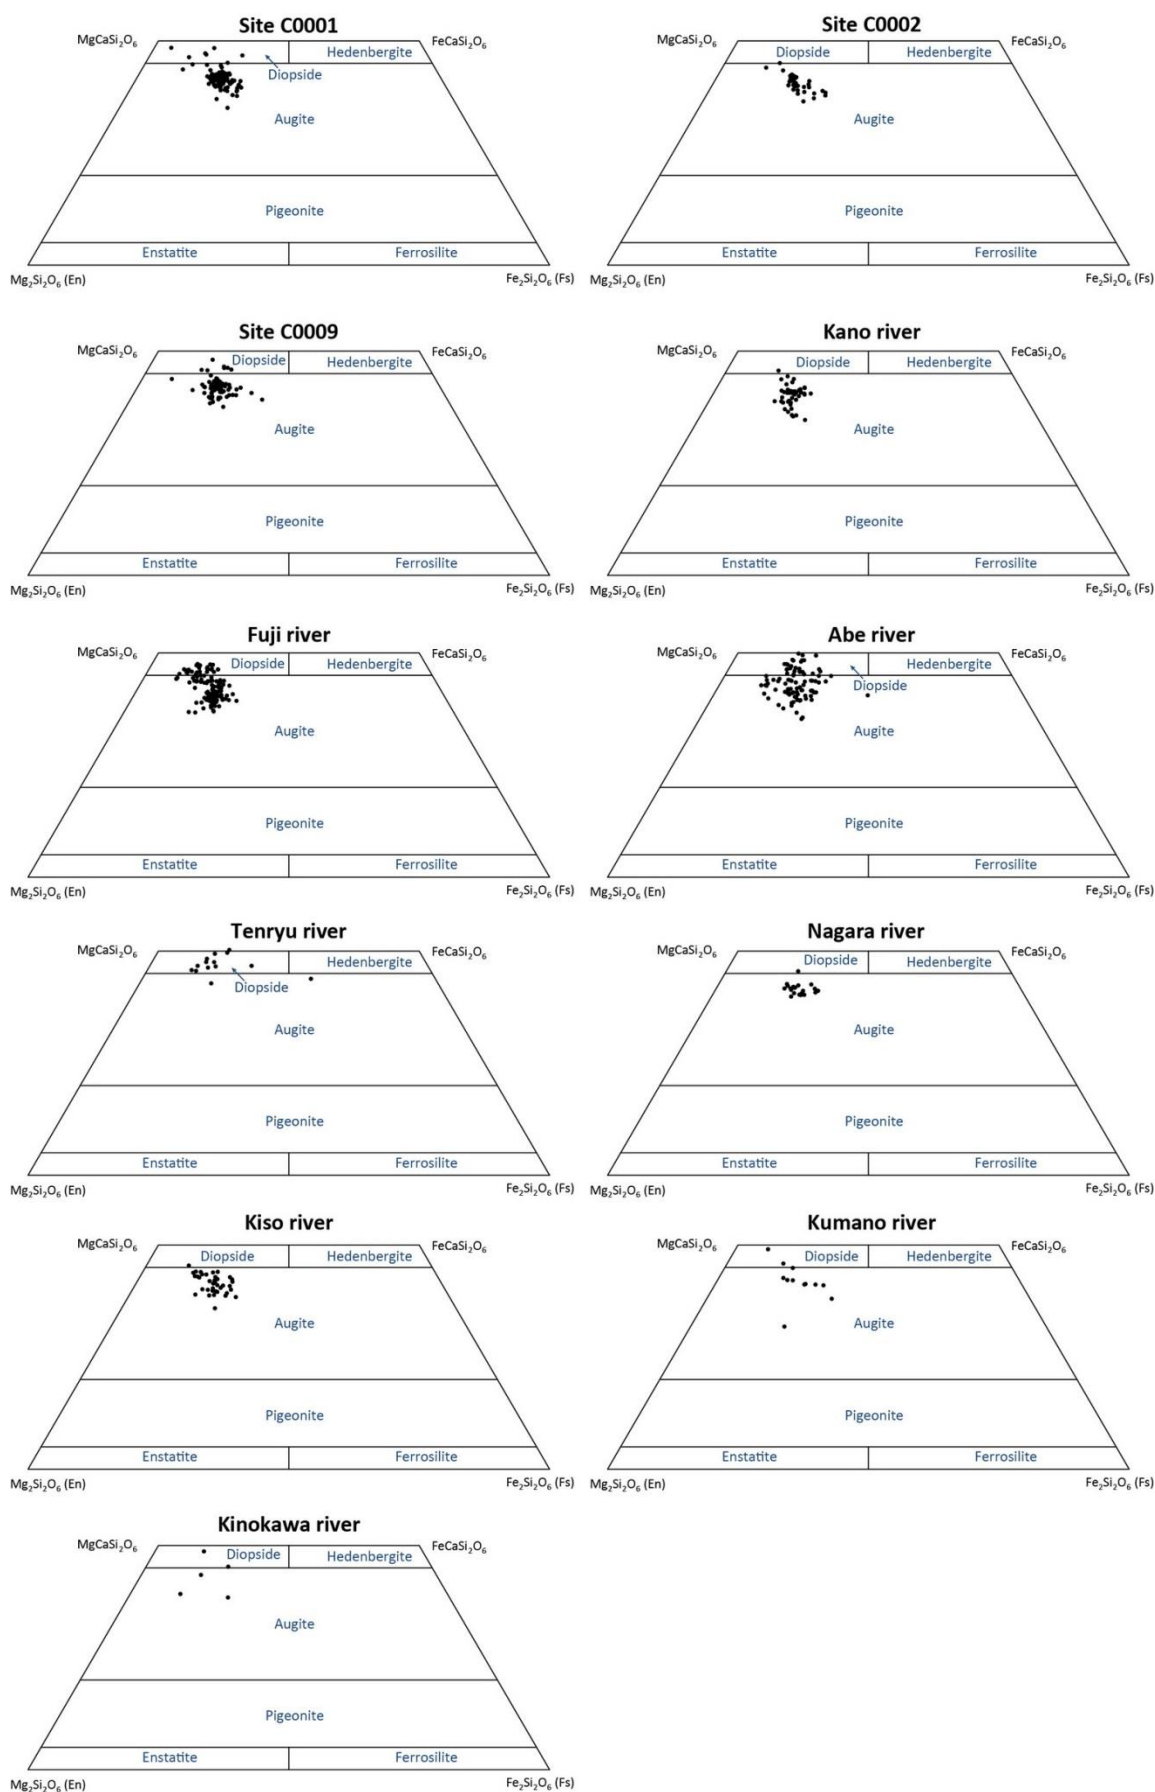 Site C0001
MgCaSi₂O₆
FeCaSi₂O₆
Hedenbergite
Diopside
Augite
Pigeonite
Enstatite
Ferrosilite
Mg₂Si₂O₆ (En)
Fe₂Si₂O₆ (Fs)
Site C0002
MgCaSi₂O₆
FeCaSi₂O₆
Diopside
Hedenbergite
Augite
Pigeonite
Enstatite
Ferrosilite
Mg₂Si₂O₆ (En)
Fe₂Si₂O₆ (Fs)
Site C0009
MgCaSi₂O₆
FeCaSi₂O₆
Diopside
Hedenbergite
Augite
Pigeonite
Enstatite
Ferrosilite
Mg₂Si₂O₆ (En)
Fe₂Si₂O₆ (Fs)
Kano river
MgCaSi₂O₆
FeCaSi₂O₆
Diopside
Hedenbergite
Augite
Pigeonite
Enstatite
Ferrosilite
Mg₂Si₂O₆ (En)
Fe₂Si₂O₆ (Fs)
Fuji river
MgCaSi₂O₆
FeCaSi₂O₆
Diopside
Hedenbergite
Augite
Pigeonite
Enstatite
Ferrosilite
Mg₂Si₂O₆ (En)
Fe₂Si₂O₆ (Fs)
Abe river
MgCaSi₂O₆
FeCaSi₂O₆
Hedenbergite
Diopside
Augite
Pigeonite
Enstatite
Ferrosilite
Mg₂Si₂O₆ (En)
Fe₂Si₂O₆ (Fs)
Tenryu river
MgCaSi₂O₆
FeCaSi₂O₆
Hedenbergite
Diopside
Augite
Pigeonite
Enstatite
Ferrosilite
Mg₂Si₂O₆ (En)
Fe₂Si₂O₆ (Fs)
Nagara river
MgCaSi₂O₆
FeCaSi₂O₆
Diopside
Hedenbergite
Augite
Pigeonite
Enstatite
Ferrosilite
Mg₂Si₂O₆ (En)
Fe₂Si₂O₆ (Fs)
Kiso river
MgCaSi₂O₆
FeCaSi₂O₆
Diopside
Hedenbergite
Augite
Pigeonite
Enstatite
Ferrosilite
Mg₂Si₂O₆ (En)
Fe₂Si₂O₆ (Fs)
Kumano river
MgCaSi₂O₆
FeCaSi₂O₆
Diopside
Hedenbergite
Augite
Pigeonite
Enstatite
Ferrosilite
Mg₂Si₂O₆ (En)
Fe₂Si₂O₆ (Fs)
Kinokawa river
MgCaSi₂O₆
FeCaSi₂O₆
Diopside
Hedenbergite
Augite
Pigeonite
Enstatite
Ferrosilite
Mg₂Si₂O₆ (En)
Fe₂Si₂O₆ (Fs)